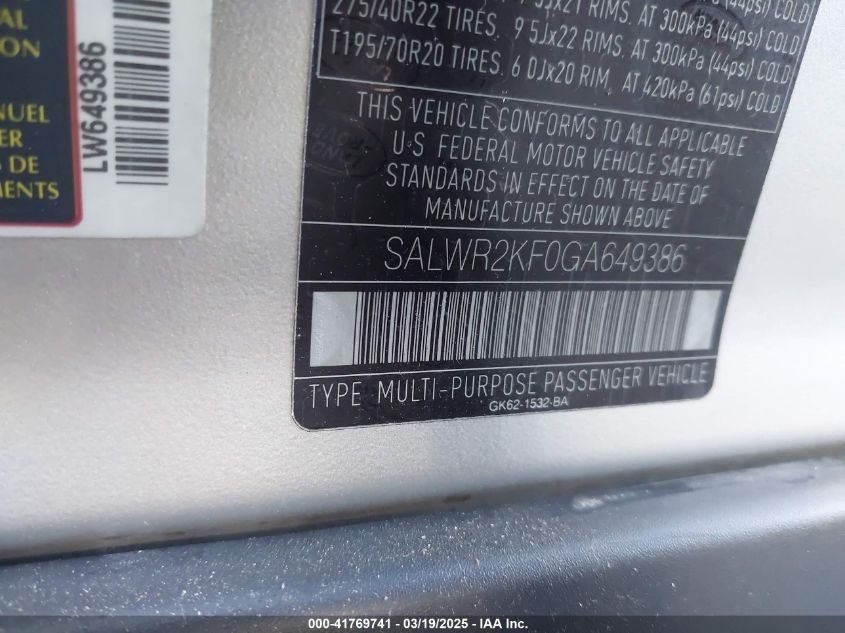 AL
ION
NUEL
ER
S DE
MENTS
LW649386
(44psi) COLD
275/40R22 TIRES. 9 5Jx22 RIMS. AT 300kPa (44psi) COLD
T195/70R20 TIRES. 6 0Jx20 RIM, AT 420kPa (61psi) COLD
THIS VEHICLE CONFORMS TO ALL APPLICABLE
U.S FEDERAL MOTOR VEHICLE SAFETY
STANDARDS IN EFFECT ON THE DATE OF
MANUFACTURE SHOWN ABOVE
SALWR2KF0GA649386
TYPE MULTI-PURPOSE PASSENGER VEHICLE
GK62-1532-BA
000-41769741 - 03/19/2025 - IAA, Inc.